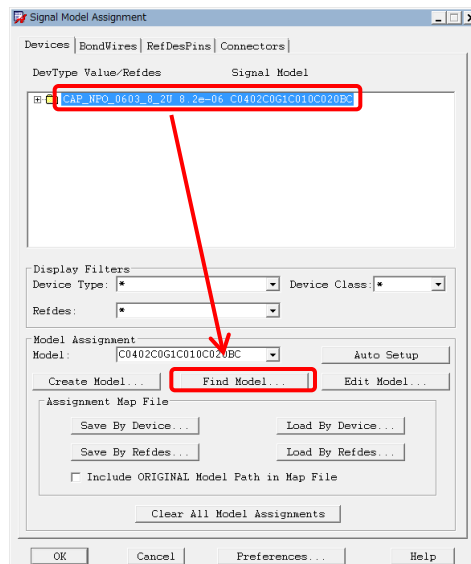 Signal Model Assignment
Devices BondWires RefDesPins Connectors
DevType Value/Refdes Signal Model
CAP_NPO_0603_8_2U 8.2e-06 C0402C0G1C010C020BC
Display Filters
Device Type: * Device Class: *
Refdes: *
Model Assignment
Model: C0402C0G1C010C020BC Auto Setup
Create Model... Find Model... Edit Model...
Assignment Map File
Save By Device... Load By Device...
Save By Refdes... Load By Refdes...
Include ORIGINAL Model Path in Map File
Clear All Model Assignments
OK Cancel Preferences... Help